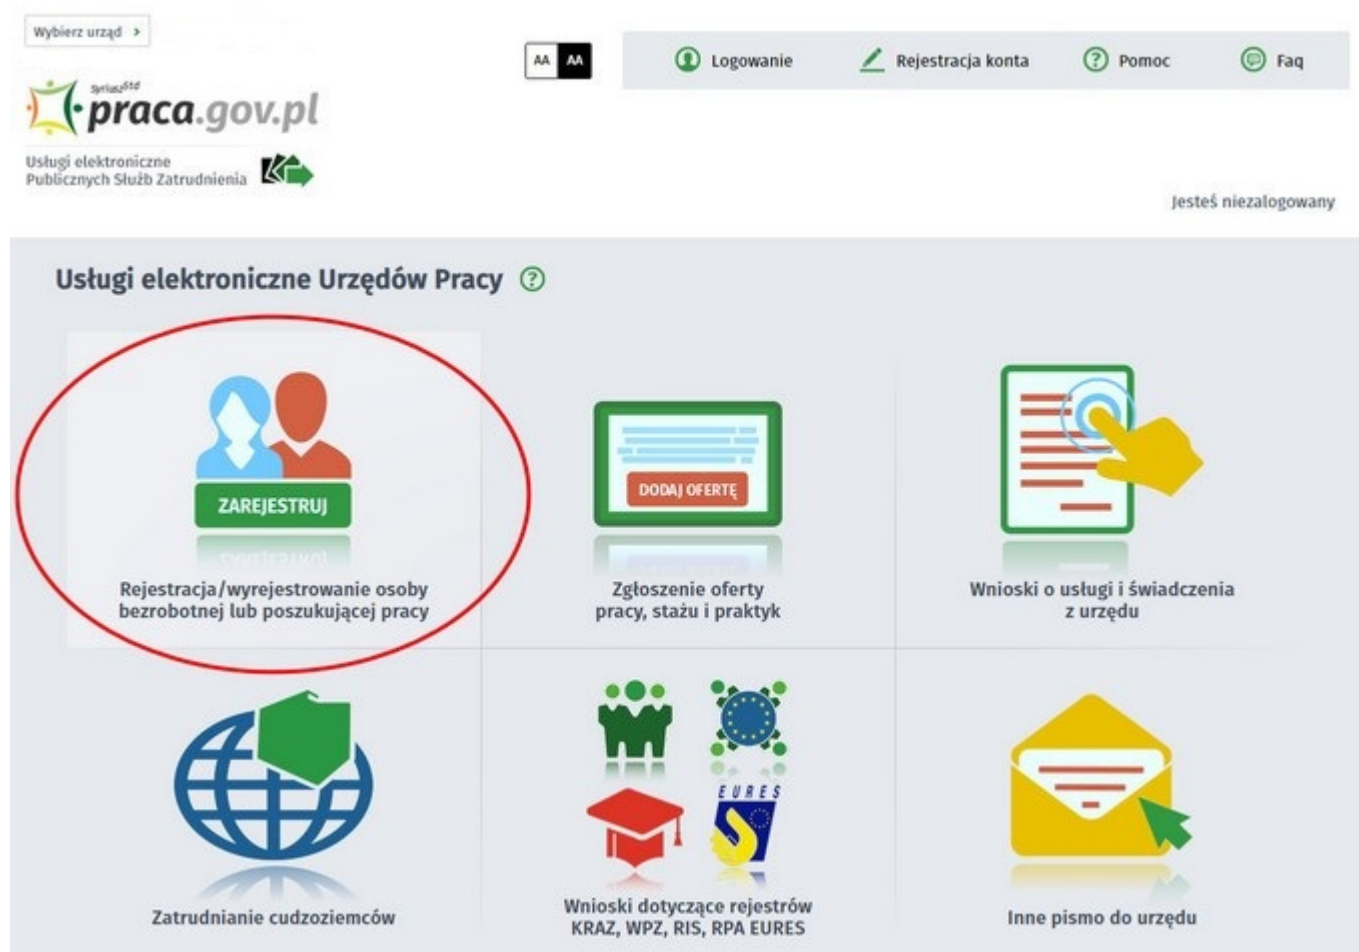 Wybierz urząd >
AA AA
Logowanie
Rejestracja konta
Pomoc
Faq
SyriuszStd
praca.gov.pl
Usługi elektroniczne
Publicznych Służb Zatrudnienia
Jesteś niezalogowany
Usługi elektroniczne Urzędów Pracy ?
ZAREJESTRUJ
Rejestracja/wyrejestrowanie osoby
bezrobotnej lub poszukującej pracy
DODAJ OFERTĘ
Zgłoszenie oferty
pracy, stażu i praktyk
Wnioski o usługi i świadczenia
z urzędu
Zatrudnianie cudzoziemców
EURES
Wnioski dotyczące rejestrów
KRAZ, WPZ, RIS, RPA EURES
Inne pismo do urzędu